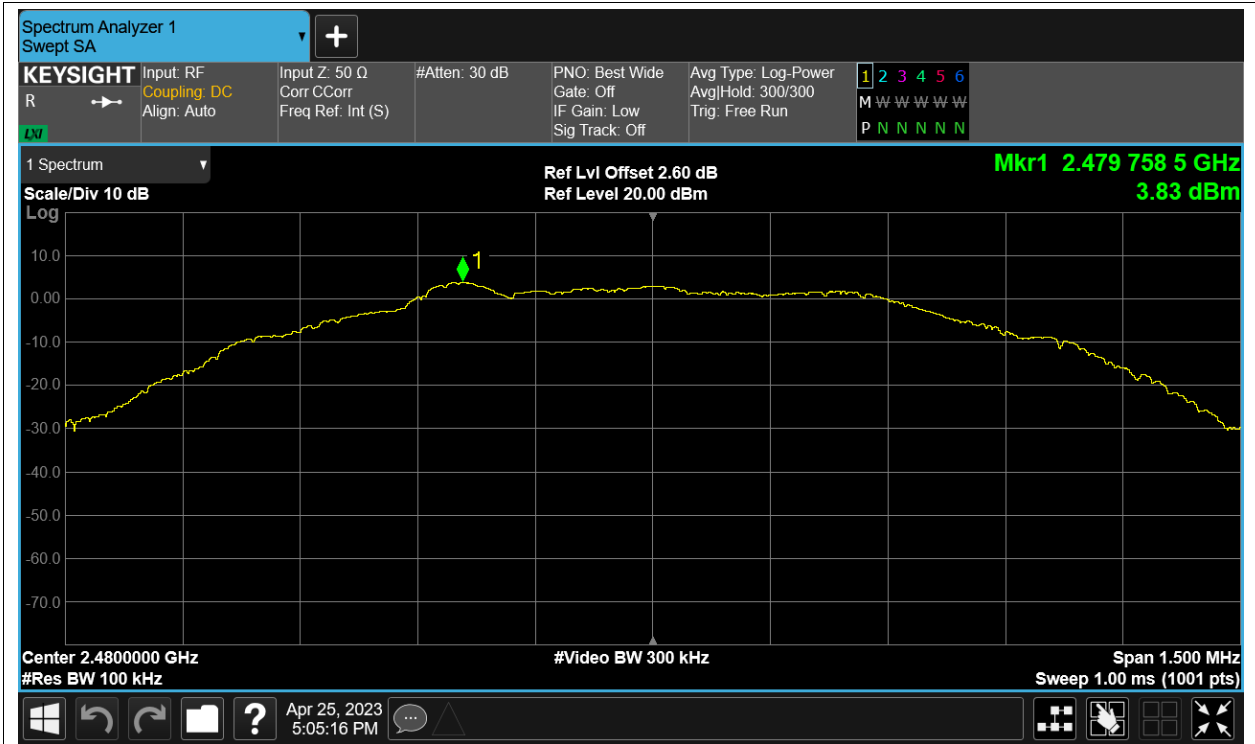 Spectrum Analyzer 1
Swept SA
KEYSIGHT
R
LXI
Input: RF
Coupling: DC
Align: Auto
Input Z: 50 Ω
Corr CCorr
Freq Ref: Int (S)
#Atten: 30 dB
PNO: Best Wide
Gate: Off
IF Gain: Low
Sig Track: Off
Avg Type: Log-Power
Avg|Hold: 300/300
Trig: Free Run
1 2 3 4 5 6
M W W W W W
P N N N N N
1 Spectrum
Scale/Div 10 dB
Log
Ref Lvl Offset 2.60 dB
Ref Level 20.00 dBm
Mkr1 2.479 758 5 GHz
3.83 dBm
1
10.0
0.00
-10.0
-20.0
-30.0
-40.0
-50.0
-60.0
-70.0
Center 2.4800000 GHz
#Res BW 100 kHz
#Video BW 300 kHz
Span 1.500 MHz
Sweep 1.00 ms (1001 pts)
?
Apr 25, 2023
5:05:16 PM